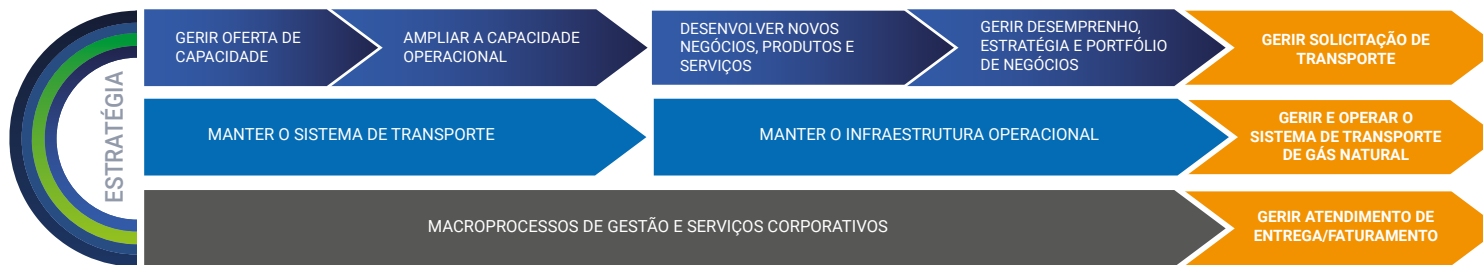 ESTRATÉGIA
GERIR OFERTA DE
CAPACIDADE
AMPLIAR A CAPACIDADE
OPERACIONAL
DESENVOLVER NOVOS
NEGÓCIOS, PRODUTOS E
SERVIÇOS
GERIR DESEMPRENHO,
ESTRATÉGIA E PORTFÓLIO
DE NEGÓCIOS
GERIR SOLICITAÇÃO DE
TRANSPORTE
MANTER O SISTEMA DE TRANSPORTE
MANTER O INFRAESTRUTURA OPERACIONAL
GERIR E OPERAR O
SISTEMA DE TRANSPORTE
DE GÁS NATURAL
MACROPROCESSOS DE GESTÃO E SERVIÇOS CORPORATIVOS
GERIR ATENDIMENTO DE
ENTREGA/FATURAMENTO